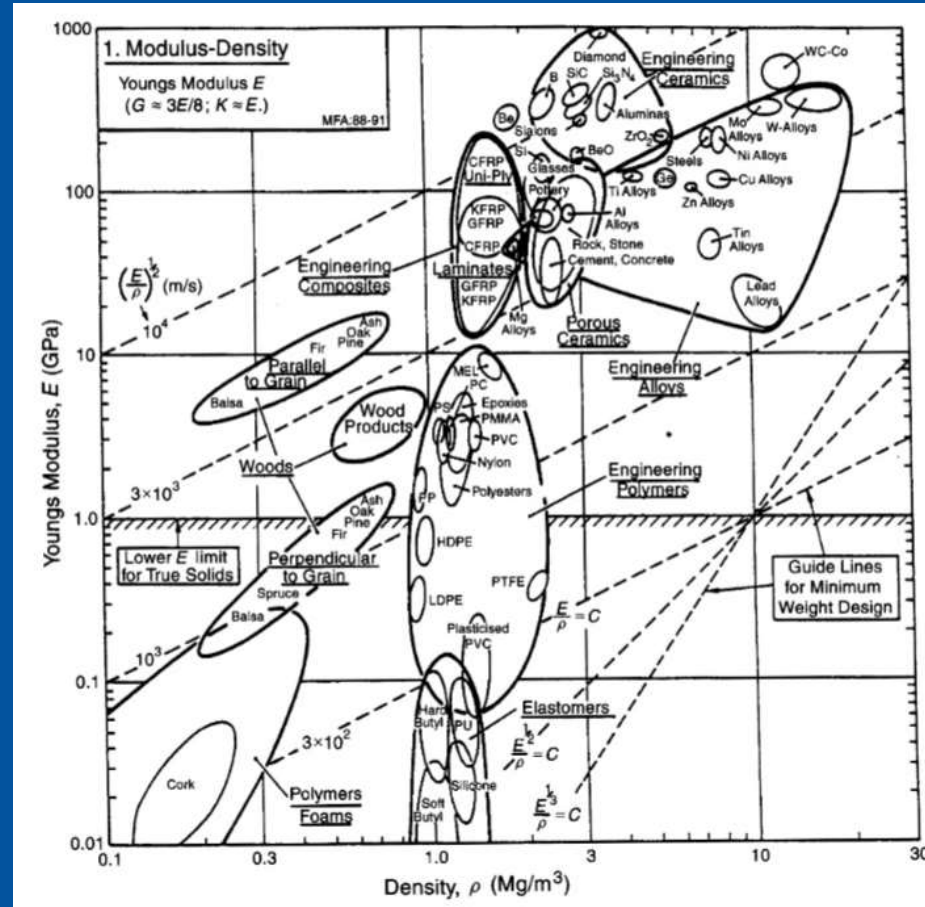 1. Modulus-Density
Youngs Modulus E
(G ≈ 3E/8; K ≈ E.)
MFA:88-91
1000
100
10
1.0
0.1
0.01
Youngs Modulus, E (GPa)
0.1
0.3
1.0
3
10
30
Density, ρ (Mg/m³)
Diamond
Engineering
Ceramics
WC-Co
B
SiC
Si₃N₄
Be
Sialons
Aluminas
ZrO₂
BeO
Mo
Alloys
W-Alloys
Steels
Ni Alloys
Si
Glasses
CFRP
Uni-Ply
Pottery
Ti Alloys
Ge
Cu Alloys
Zn Alloys
KFRP
GFRP
CFRP
Al
Alloys
Rock, Stone
Cement, Concrete
Tin
Alloys
Laminates
GFRP
KFRP
Engineering
Composites
Lead
Alloys
Mg
Alloys
Porous
Ceramics
Engineering
Alloys
(E/ρ)^½ (m/s)
10⁴
Ash
Oak
Pine
Fir
Parallel
to Grain
Balsa
MEL
PC
PS
Epoxies
PMMA
PVC
Nylon
Polyesters
Wood
Products
Woods
Engineering
Polymers
3×10³
PP
Ash
Oak
Pine
Fir
Lower E limit
for True Solids
Perpendicular
to Grain
HDPE
Guide Lines
for Minimum
Weight Design
Spruce
Balsa
LDPE
PTFE
E/ρ = C
Plasticised
PVC
10³
3×10²
Hard
Butyl
PU
Elastomers
E^½/ρ = C
Cork
Silicone
E^⅓/ρ = C
Polymers
Foams
Soft
Butyl